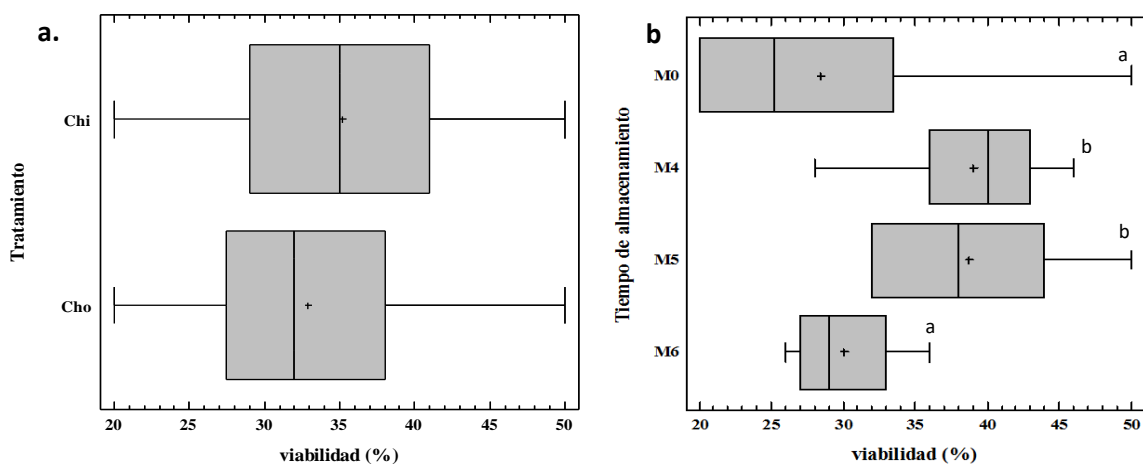 a.
Tratamiento
Chi
Cho
20 25 30 35 40 45 50
viabilidad (%)
b
Tiempo de almacenamiento
M0
a
M4
b
M5
b
M6
a
20 25 30 35 40 45 50
viabilidad (%)